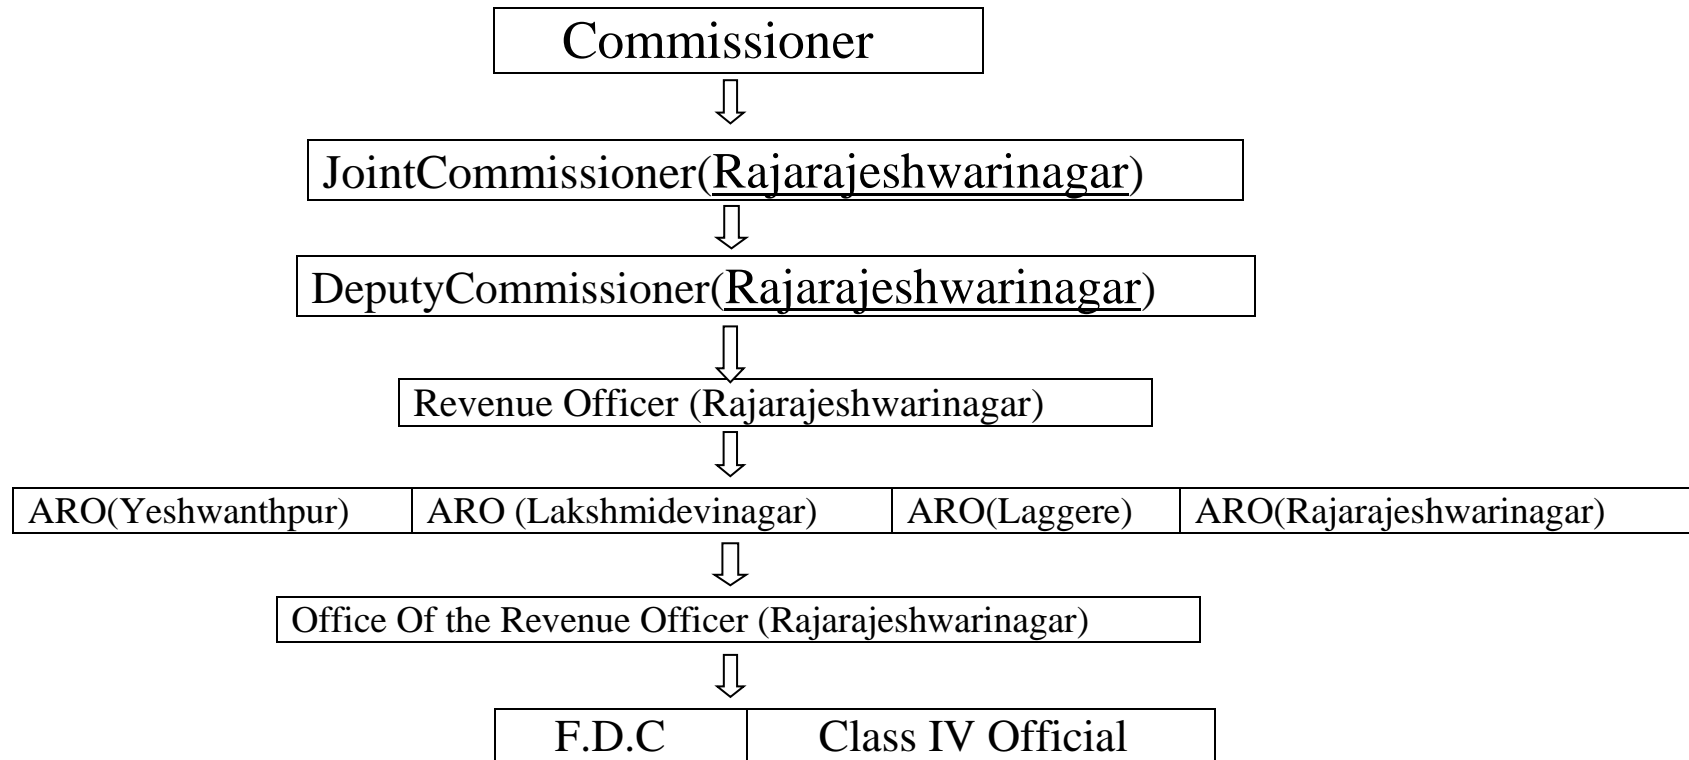 Commissioner
JointCommissioner(Rajarajeshwarinagar)
DeputyCommissioner(Rajarajeshwarinagar)
Revenue Officer (Rajarajeshwarinagar)
ARO(Yeshwanthpur) ARO (Lakshmidevinagar) ARO(Laggere) ARO(Rajarajeshwarinagar)
Office Of the Revenue Officer (Rajarajeshwarinagar)
F.D.C Class IV Official